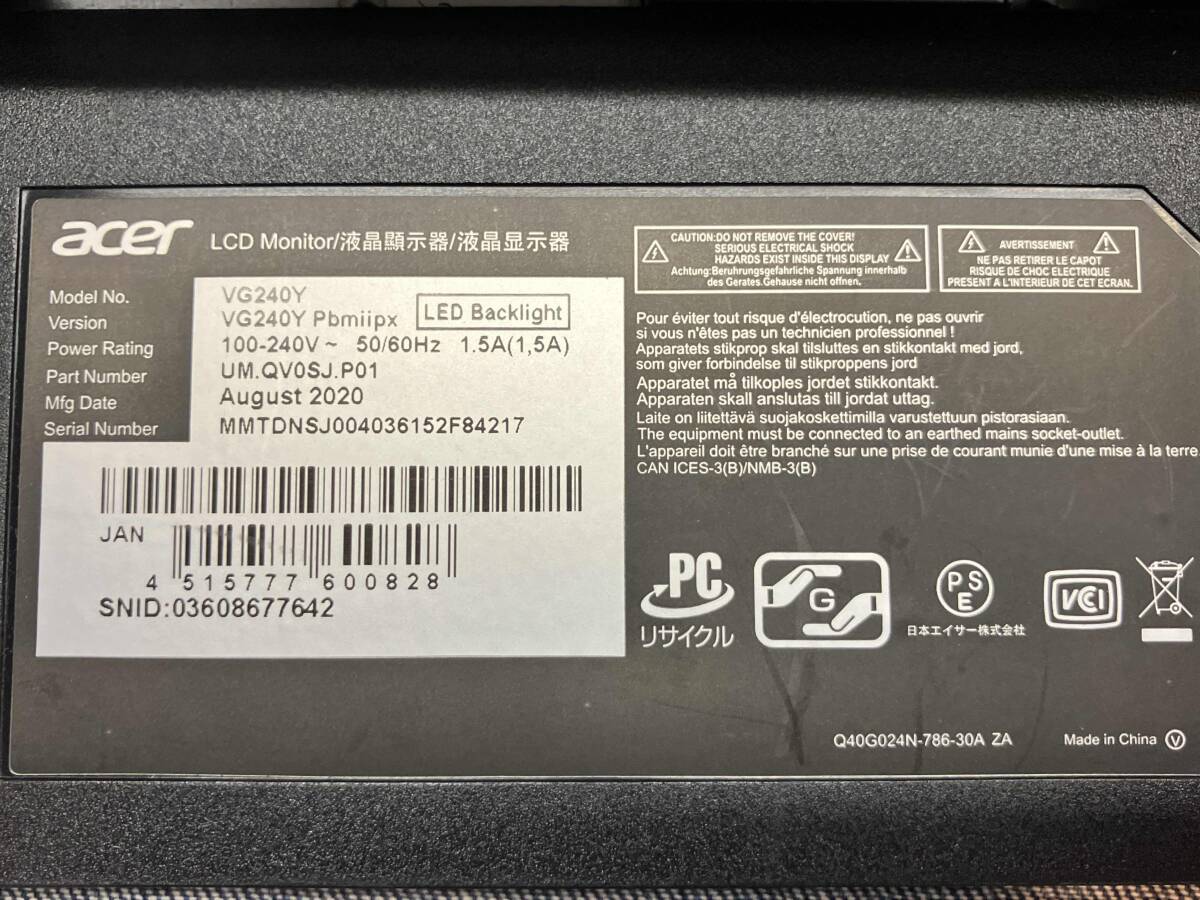 acer LCD Monitor/液晶顯示器/液晶显示器
Model No. VG240Y
Version VG240Y Pbmiipx
LED Backlight
Power Rating 100-240V ~ 50/60Hz 1.5A(1,5A)
Part Number UM.QV0SJ.P01
Mfg Date August 2020
Serial Number MMTDNSJ004036152F84217
JAN
4 515777 600828
SNID:03608677642
CAUTION:DO NOT REMOVE THE COVER!
SERIOUS ELECTRICAL SHOCK
HAZARDS EXIST INSIDE THIS DISPLAY
Achtung:Beruhrungsgefahrliche Spannung innerhalb
des Gerates.Gehause nicht offnen.
AVERTISSEMENT
NE PAS RETIRER LE CAPOT
RISQUE DE CHOC ELECTRIQUE
PRESENT A L'INTERIEUR DE CET ECRAN.
Pour éviter tout risque d'électrocution, ne pas ouvrir
si vous n'êtes pas un technicien professionnel !
Apparatets stikprop skal tilsluttes en stikkontakt med jord,
som giver forbindelse til stikproppens jord
Apparatet må tilkoples jordet stikkontakt.
Apparaten skall anslutas till jordat uttag.
Laite on liitettävä suojakoskettimilla varustettuun pistorasiaan.
The equipment must be connected to an earthed mains socket-outlet.
L'appareil doit être branché sur une prise de courant munie d'une mise à la terre.
CAN ICES-3(B)/NMB-3(B)
PC
リサイクル
G
PSE
日本エイサー株式会社
VCCI
Q40G024N-786-30A ZA
Made in China V